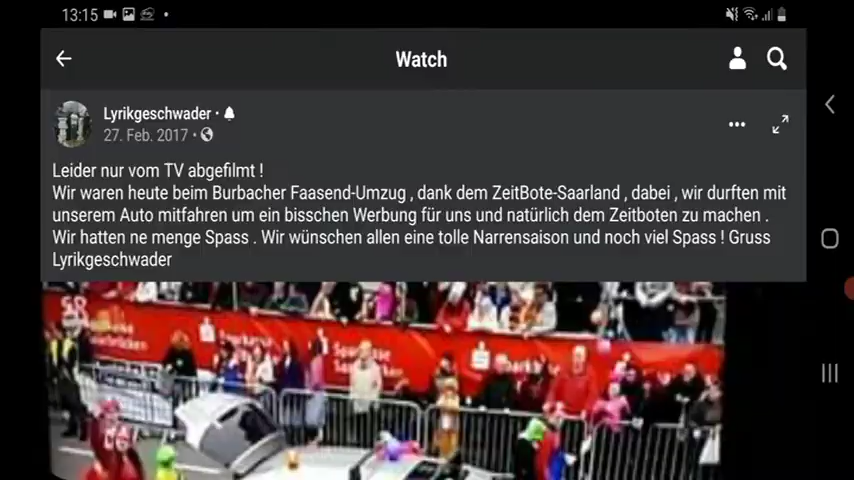 13:15
Watch
Lyrikgeschwader ·
27. Feb. 2017 ·
Leider nur vom TV abgefilmt !
Wir waren heute beim Burbacher Faasend-Umzug , dank dem ZeitBote-Saarland , dabei , wir durften mit
unserem Auto mitfahren um ein bisschen Werbung für uns und natürlich dem Zeitboten zu machen .
Wir hatten ne menge Spass . Wir wünschen allen eine tolle Narrensaison und noch viel Spass ! Gruss
Lyrikgeschwader
SR
Sparkasse
Saarbrücken